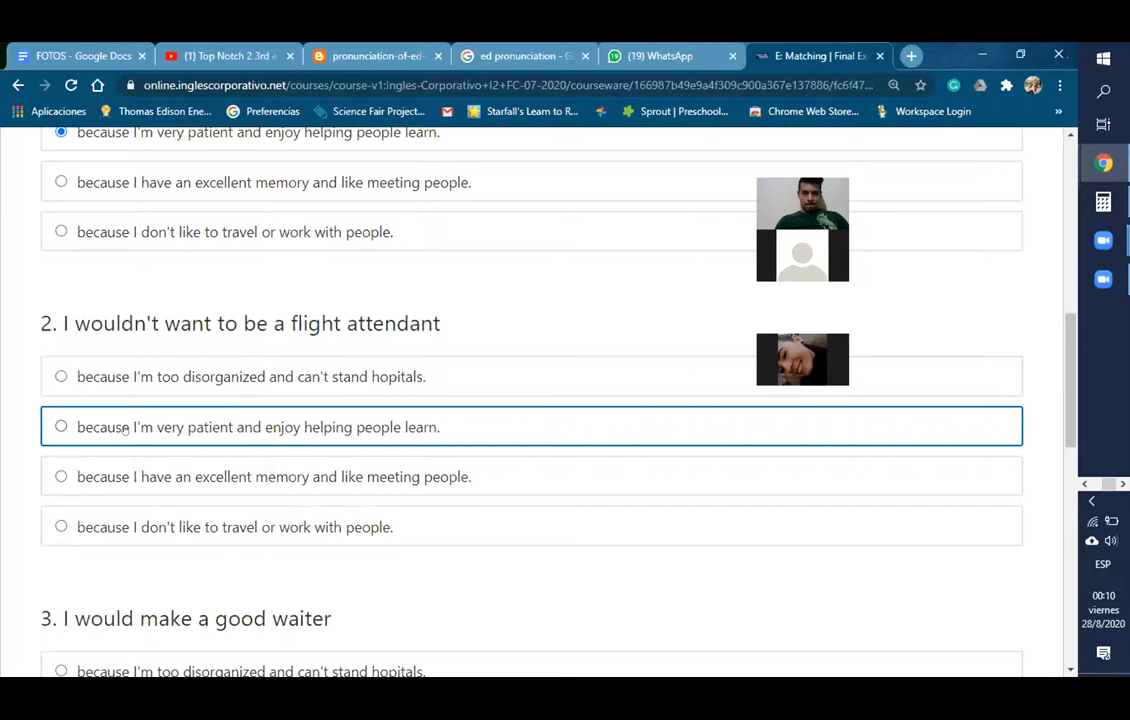 FOTOS - Google Docs
(1) Top Notch 2 3rd e
pronunciation-of-ed-
ed pronunciation - G
(19) WhatsApp
E: Matching | Final Ex
online.inglescorporativo.net/courses/course-v1:Ingles-Corporativo+I2+FC-07-2020/courseware/166987b49e9a4f309c900a367e137886/fc6f47...
Aplicaciones
Thomas Edison Ene...
Preferencias
Science Fair Project...
Starfall's Learn to R...
Sprout | Preschool...
Chrome Web Store...
Workspace Login
»
because I'm very patient and enjoy helping people learn.
because I have an excellent memory and like meeting people.
because I don't like to travel or work with people.
2. I wouldn't want to be a flight attendant
because I'm too disorganized and can't stand hopitals.
because I'm very patient and enjoy helping people learn.
because I have an excellent memory and like meeting people.
because I don't like to travel or work with people.
3. I would make a good waiter
because I'm too disorganized and can't stand hopitals.
ESP
00:10
viernes
28/8/2020